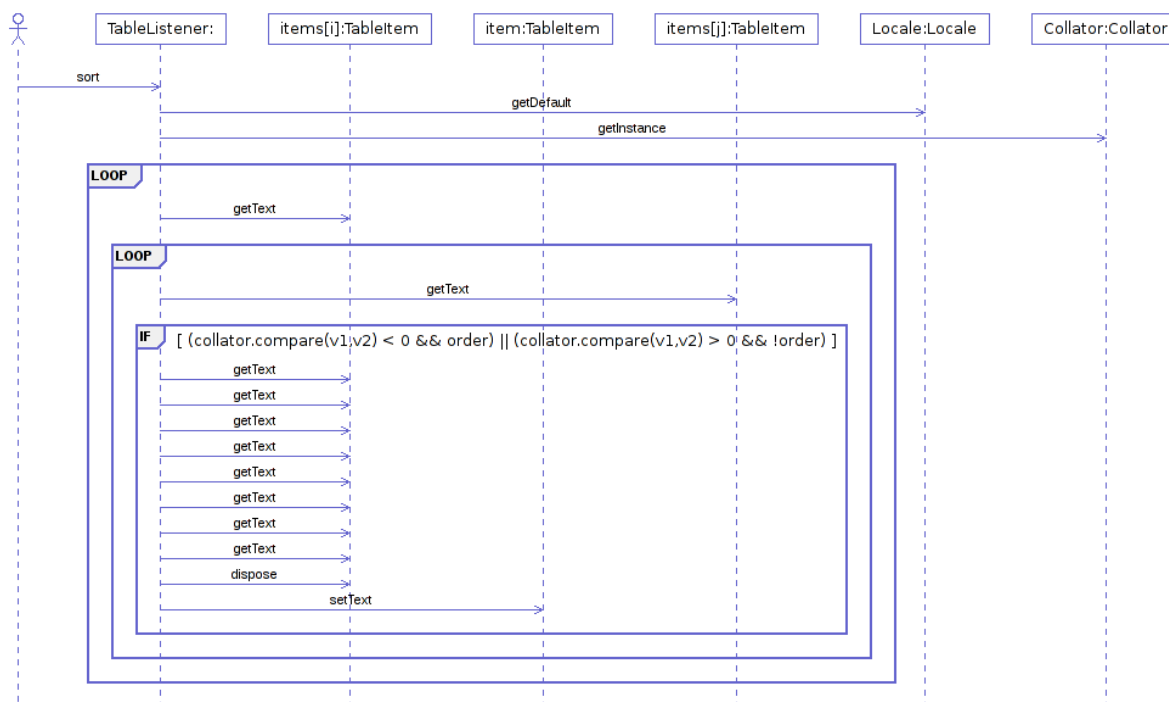 TableListener: items[i]:TableItem item:TableItem items[j]:TableItem Locale:Locale Collator:Collator
sort
getDefault
getInstance
LOOP
getText
LOOP
getText
IF [ (collator.compare(v1,v2) < 0 && order) || (collator.compare(v1,v2) > 0 && !order) ]
getText
getText
getText
getText
getText
getText
getText
getText
dispose
setText